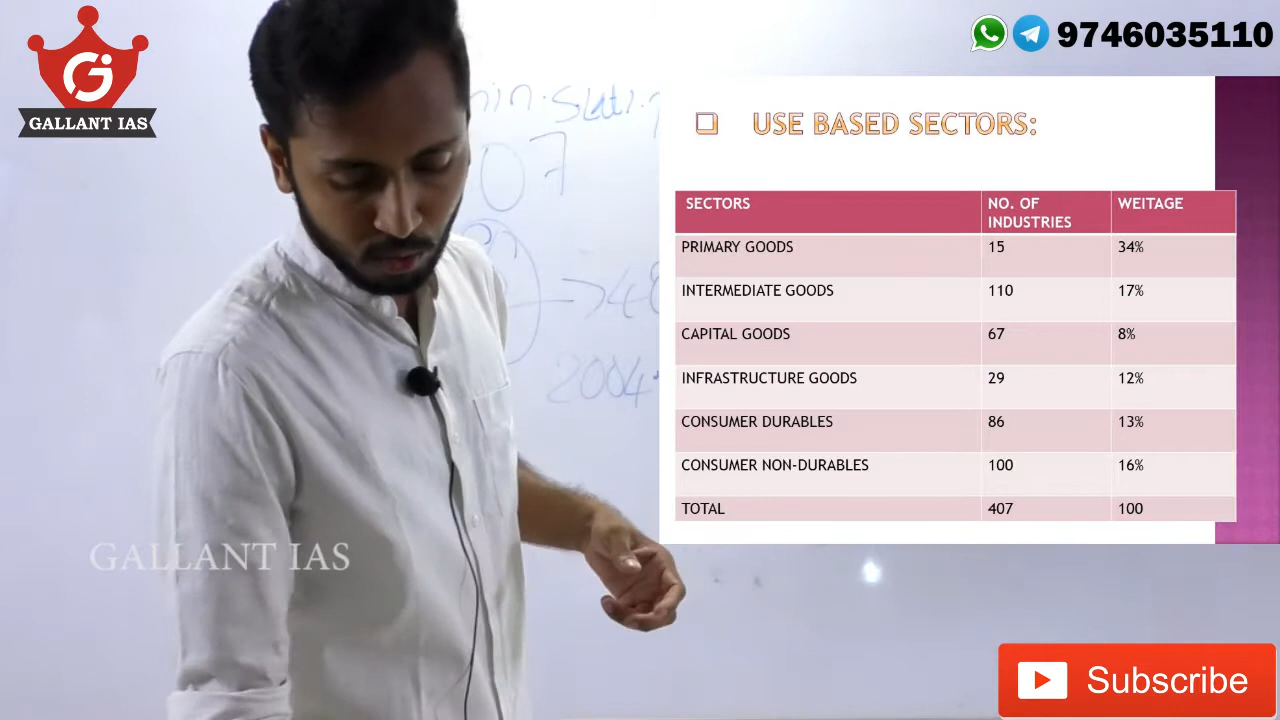 GALLANT IAS
9746035110
USE BASED SECTORS:
SECTORS NO. OF INDUSTRIES WEITAGE
PRIMARY GOODS 15 34%
INTERMEDIATE GOODS 110 17%
CAPITAL GOODS 67 8%
INFRASTRUCTURE GOODS 29 12%
CONSUMER DURABLES 86 13%
CONSUMER NON-DURABLES 100 16%
TOTAL 407 100
07
2004
GALLANT IAS
Subscribe